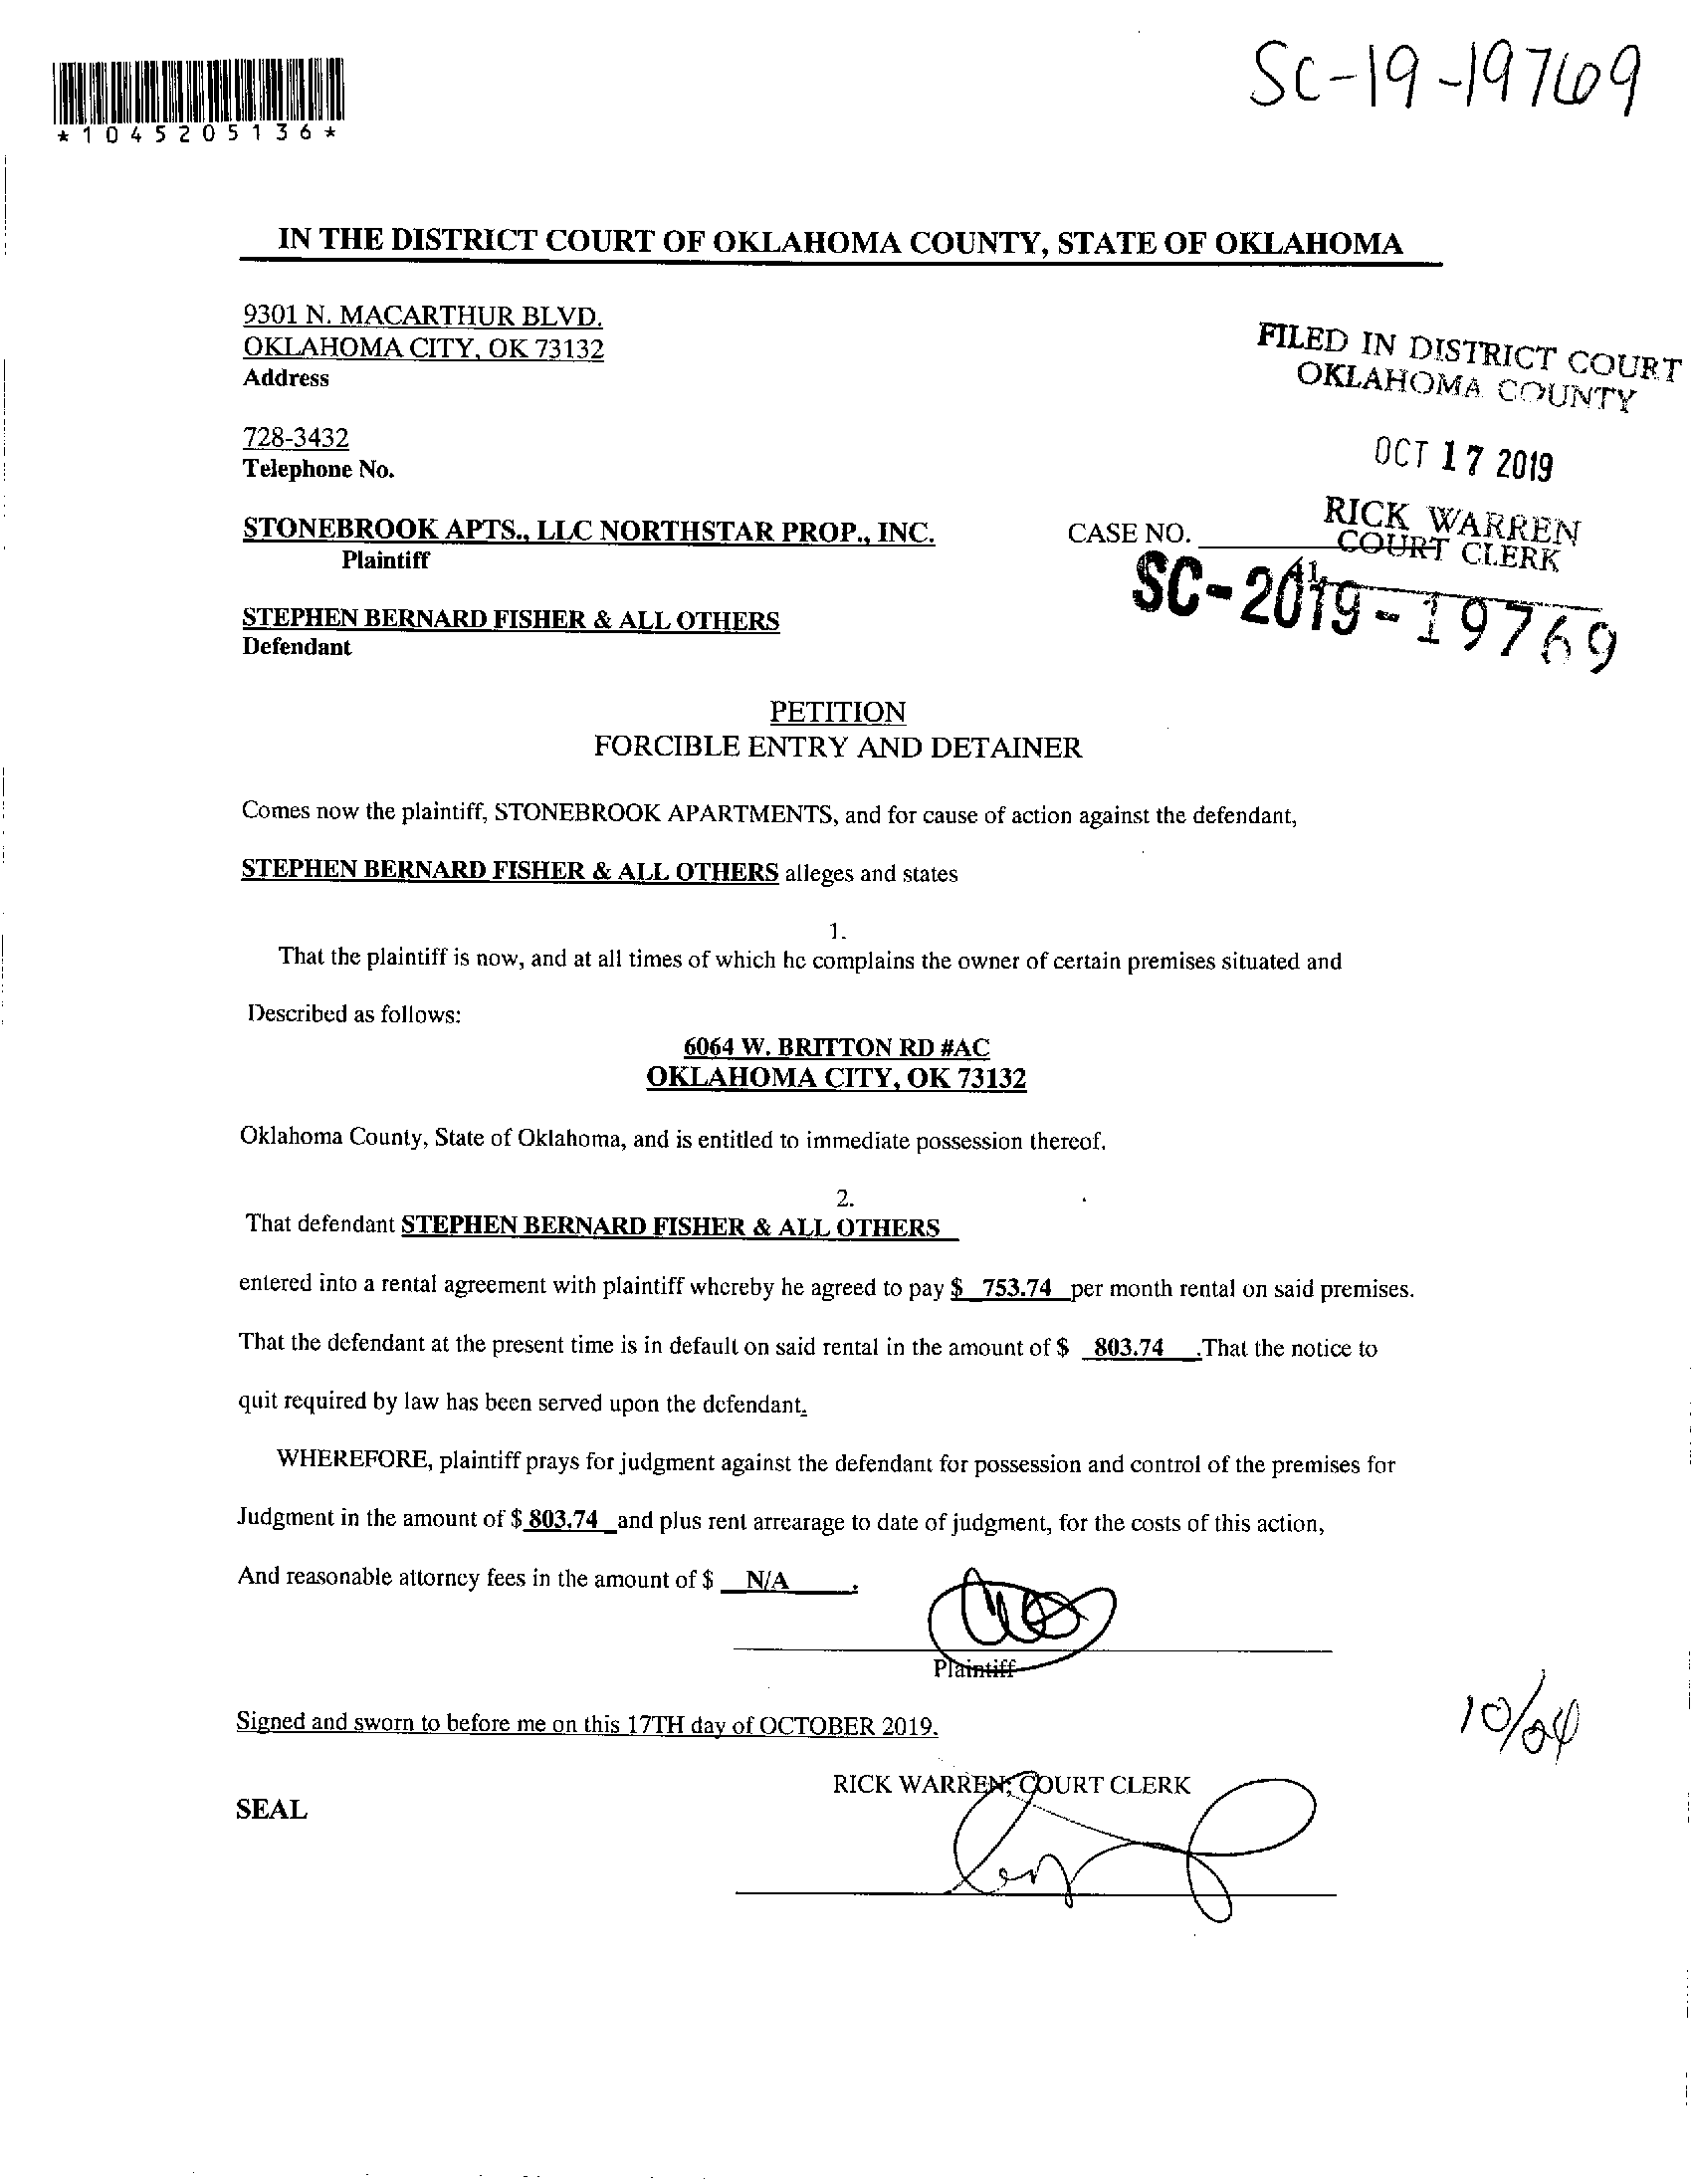 SC-19-19769
*1045205136*
IN THE DISTRICT COURT OF OKLAHOMA COUNTY, STATE OF OKLAHOMA
9301 N. MACARTHUR BLVD.
OKLAHOMA CITY, OK 73132
Address
FILED IN DISTRICT COURT
OKLAHOMA COUNTY
728-3432
Telephone No.
OCT 17 2019
RICK WARREN
COURT CLERK
STONEBROOK APTS., LLC NORTHSTAR PROP., INC.
Plaintiff
CASE NO.
SC-2019-19769
STEPHEN BERNARD FISHER & ALL OTHERS
Defendant
PETITION
FORCIBLE ENTRY AND DETAINER
Comes now the plaintiff, STONEBROOK APARTMENTS, and for cause of action against the defendant,
STEPHEN BERNARD FISHER & ALL OTHERS alleges and states
1.
That the plaintiff is now, and at all times of which he complains the owner of certain premises situated and
Described as follows:
6064 W. BRITTON RD #AC
OKLAHOMA CITY, OK 73132
Oklahoma County, State of Oklahoma, and is entitled to immediate possession thereof.
2.
That defendant STEPHEN BERNARD FISHER & ALL OTHERS
entered into a rental agreement with plaintiff whereby he agreed to pay $ 753.74 per month rental on said premises.
That the defendant at the present time is in default on said rental in the amount of $ 803.74 .That the notice to
quit required by law has been served upon the defendant.
WHEREFORE, plaintiff prays for judgment against the defendant for possession and control of the premises for
Judgment in the amount of $ 803.74 and plus rent arrearage to date of judgment, for the costs of this action,
And reasonable attorney fees in the amount of $ N/A .
Plaintiff
Signed and sworn to before me on this 17TH day of OCTOBER 2019.
10/24
RICK WARREN, COURT CLERK
SEAL